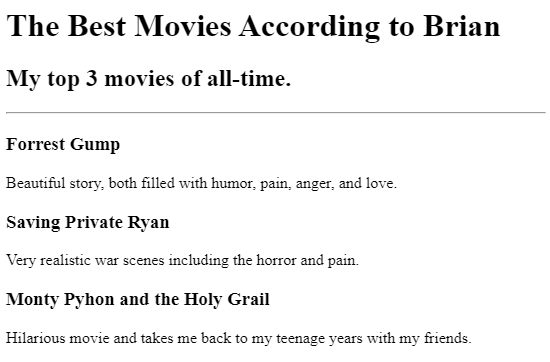 The Best Movies According to Brian
My top 3 movies of all-time.
Forrest Gump
Beautiful story, both filled with humor, pain, anger, and love.
Saving Private Ryan
Very realistic war scenes including the horror and pain.
Monty Pyhon and the Holy Grail
Hilarious movie and takes me back to my teenage years with my friends.